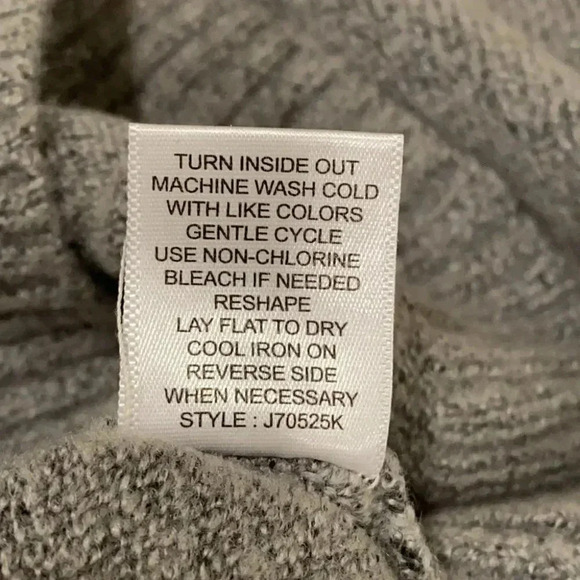 TURN INSIDE OUT
MACHINE WASH COLD
WITH LIKE COLORS
GENTLE CYCLE
USE NON-CHLORINE
BLEACH IF NEEDED
RESHAPE
LAY FLAT TO DRY
COOL IRON ON
REVERSE SIDE
WHEN NECESSARY
STYLE : J70525K